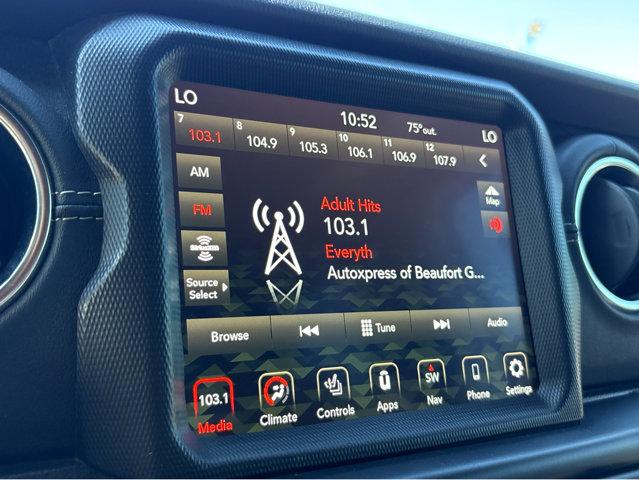 LO 10:52 75° out. LO
7 103.1 8 104.9 9 105.3 10 106.1 11 106.9 12 107.9
AM
FM
SiriusXM
Source
Select
Map
Adult Hits
103.1
Everyth
Autoxpress of Beaufort G...
Browse Tune Audio
103.1 SW
Media Climate Controls Apps Nav Phone Settings